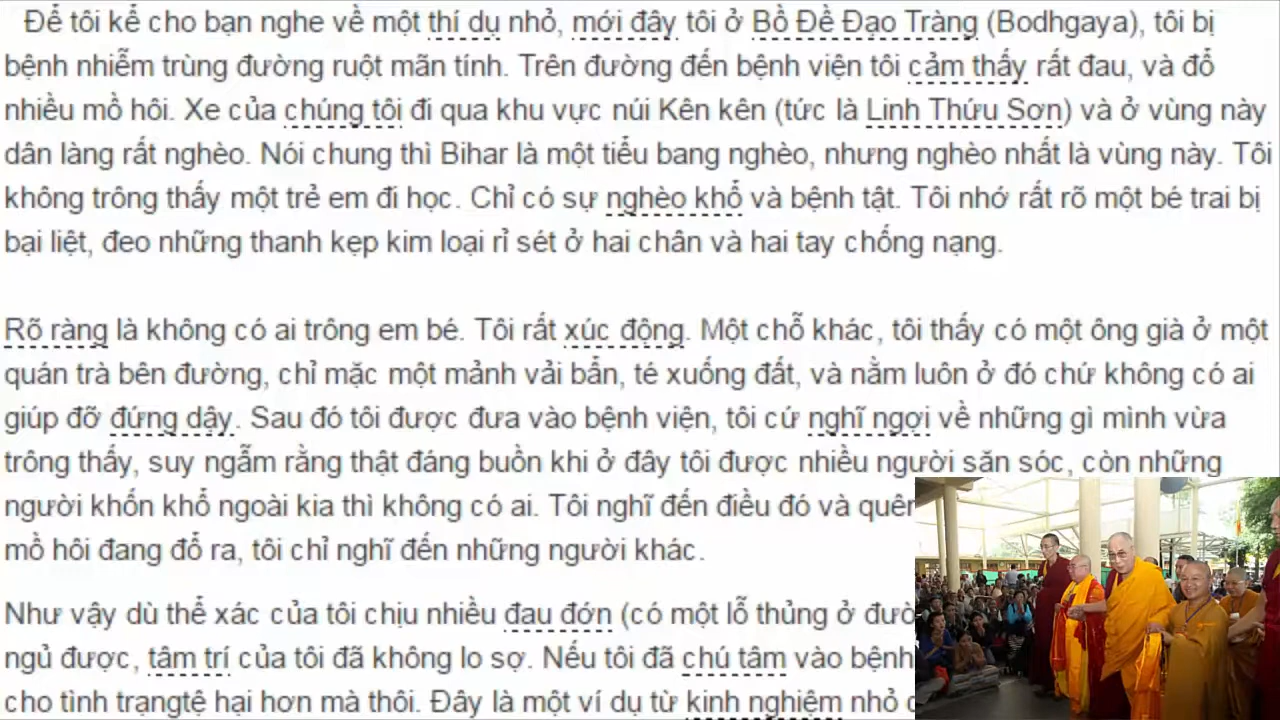 Để tôi kể cho bạn nghe về một thí dụ nhỏ, mới đây tôi ở Bồ Đề Đạo Tràng (Bodhgaya), tôi bị
bệnh nhiễm trùng đường ruột mãn tính. Trên đường đến bệnh viện tôi cảm thấy rất đau, và đổ
nhiều mồ hôi. Xe của chúng tôi đi qua khu vực núi Kên kên (tức là Linh Thứu Sơn) và ở vùng này
dân làng rất nghèo. Nói chung thì Bihar là một tiểu bang nghèo, nhưng nghèo nhất là vùng này. Tôi
không trông thấy một trẻ em đi học. Chỉ có sự nghèo khổ và bệnh tật. Tôi nhớ rất rõ một bé trai bị
bại liệt, đeo những thanh kẹp kim loại rỉ sét ở hai chân và hai tay chống nạng.
Rõ ràng là không có ai trông em bé. Tôi rất xúc động. Một chỗ khác, tôi thấy có một ông già ở một
quán trà bên đường, chỉ mặc một mảnh vải bẩn, té xuống đất, và nằm luôn ở đó chứ không có ai
giúp đỡ đứng dậy. Sau đó tôi được đưa vào bệnh viện, tôi cứ nghĩ ngợi về những gì mình vừa
trông thấy, suy ngẫm rằng thật đáng buồn khi ở đây tôi được nhiều người săn sóc, còn những
người khốn khổ ngoài kia thì không có ai. Tôi nghĩ đến điều đó và
mồ hôi đang đổ ra, tôi chỉ nghĩ đến những người khác.
Như vậy dù thể xác của tôi chịu nhiều đau đớn (có một lỗ thủng ở
ngủ được, tâm trí của tôi đã không lo sợ. Nếu tôi đã chú tâm vào bệnh
cho tình trạngtệ hại hơn mà thôi. Đây là một ví dụ từ kinh nghiệm nhỏ